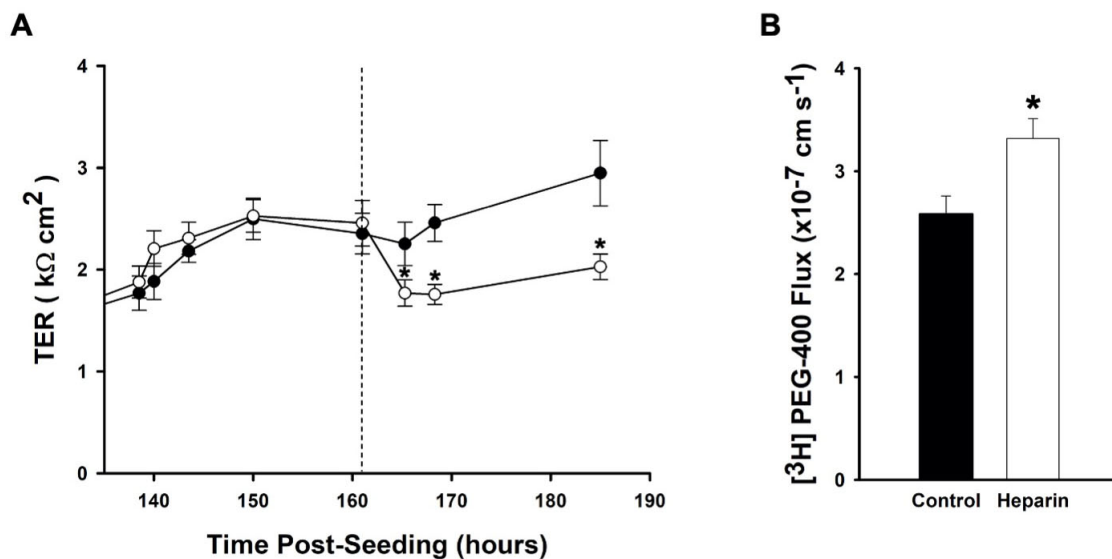 A
TER ( kΩ cm²)
4
3
2
1
0
140 150 160 170 180 190
Time Post-Seeding (hours)
* * *
B
[³H] PEG-400 Flux (x10⁻⁷ cm s⁻¹)
4
3
2
1
0
*
Control Heparin